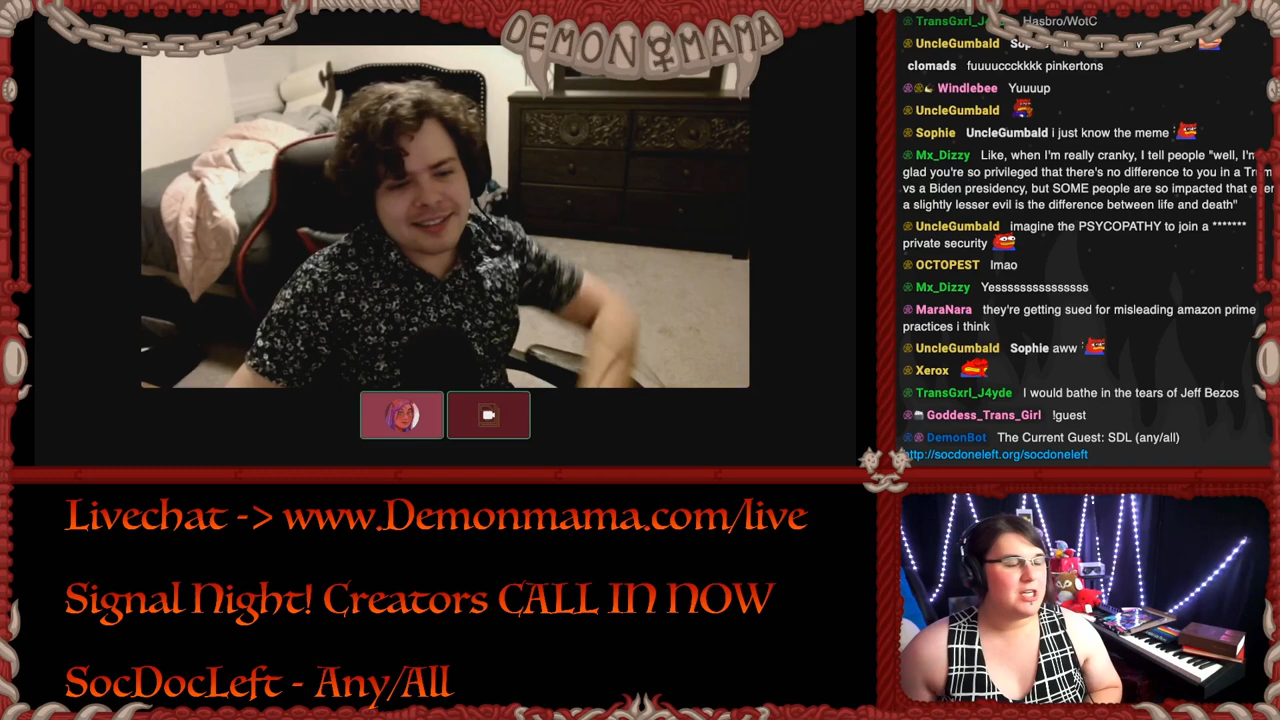 DEMON MAMA
Hasbro/WotC
UncleGumbald
clomads fuuuuccckkkk pinkertons
Windlebee Yuuuup
UncleGumbald
Sophie UncleGumbald i just know the meme
Mx_Dizzy Like, when I'm really cranky, I tell people "well, I'm
glad you're so privileged that there's no difference to you in a
vs a Biden presidency, but SOME people are so impacted that
a slightly lesser evil is the difference between life and death"
UncleGumbald imagine the PSYCOPATHY to join a *******
private security
OCTOPEST lmao
Mx_Dizzy Yesssssssssssssss
MaraNara they're getting sued for misleading amazon prime
practices i think
UncleGumbald Sophie aww
Xerox
TransGxrl_J4yde I would bathe in the tears of Jeff Bezos
Goddess_Trans_Girl !guest
DemonBot The Current Guest: SDL (any/all)
http://socdoneleft.org/socdoneleft
Livechat -> www.Demonmama.com/live
Signal Night! Creators CALL IN NOW
SocDocLeft - Any/All